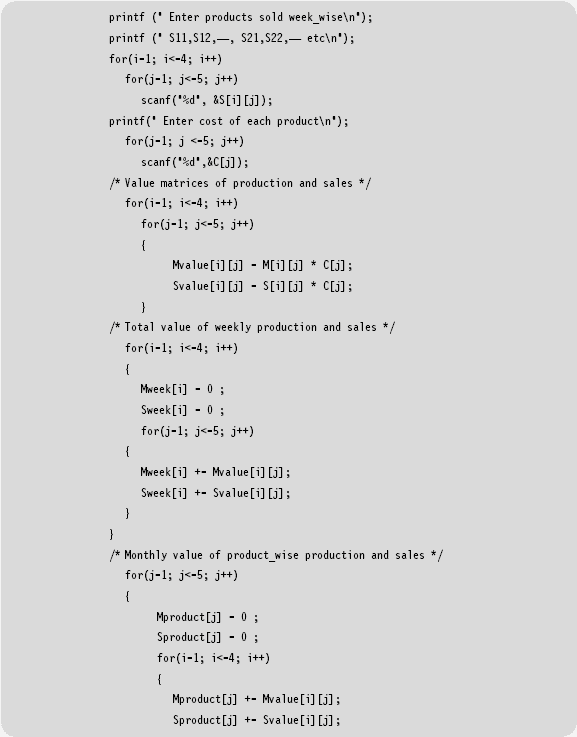 printf (" Enter products sold week_wise\n");
printf (" S11,S12,——, S21,S22,—— etc\n");
for(i=1; i<=4; i++)
for(j=1; j<=5; j++)
scanf("%d", &S[i][j]);
printf(" Enter cost of each product\n");
for(j=1; j <=5; j++)
scanf("%d",&C[j]);
/* Value matrices of production and sales */
for(i=1; i<=4; i++)
for(j=1; j<=5; j++)
{
Mvalue[i][j] = M[i][j] * C[j];
Svalue[i][j] = S[i][j] * C[j];
}
/* Total value of weekly production and sales */
for(i=1; i<=4; i++)
{
Mweek[i] = 0 ;
Sweek[i] = 0 ;
for(j=1; j<=5; j++)
{
Mweek[i] += Mvalue[i][j];
Sweek[i] += Svalue[i][j];
}
}
/* Monthly value of product_wise production and sales */
for(j=1; j<=5; j++)
{
Mproduct[j] = 0 ;
Sproduct[j] = 0 ;
for(i=1; i<=4; i++)
{
Mproduct[j] += Mvalue[i][j];
Sproduct[j] += Svalue[i][j];